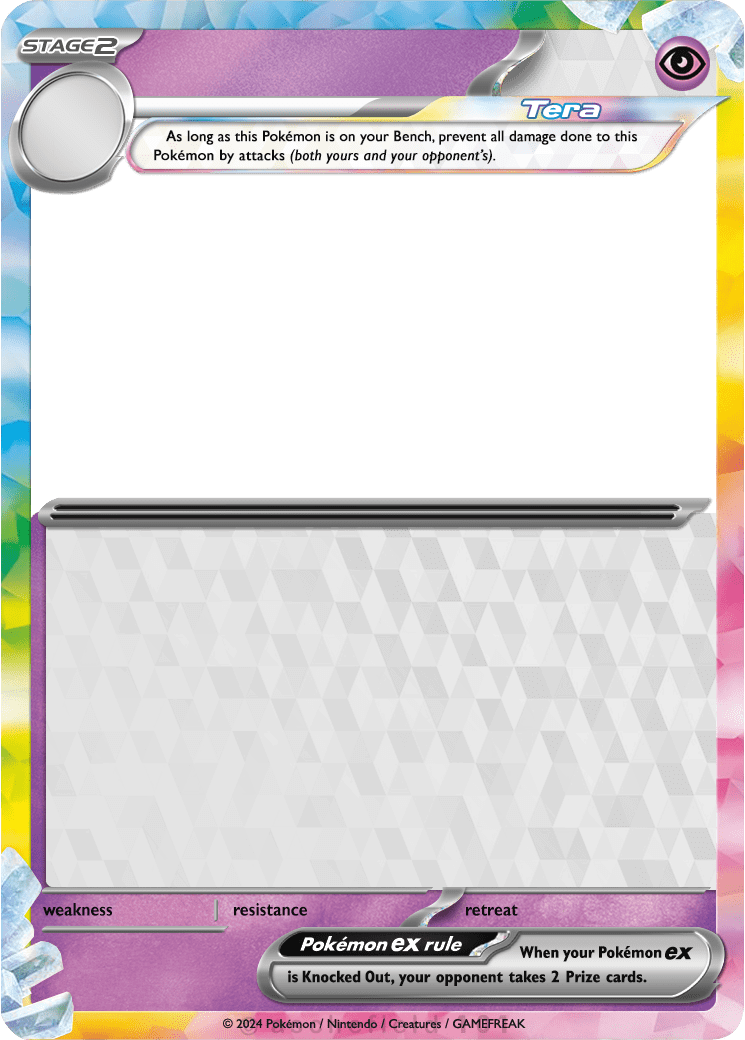 STAGE2
Tera
As long as this Pokémon is on your Bench, prevent all damage done to this
Pokémon by attacks (both yours and your opponent's).
weakness
resistance
retreat
Pokémon ex rule
When your Pokémon ex
is Knocked Out, your opponent takes 2 Prize cards.
© 2024 Pokémon / Nintendo / Creatures / GAMEFREAK